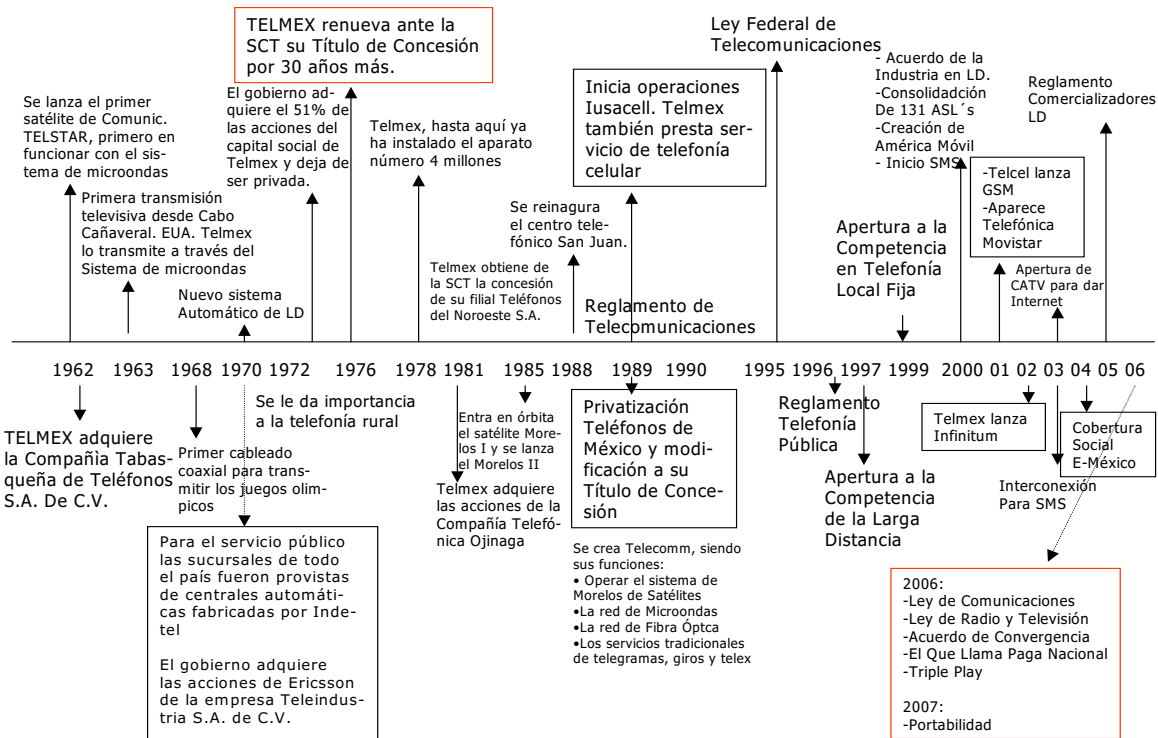 TELMEX renueva ante la
SCT su Título de Concesión
por 30 años más.
Ley Federal de
Telecomunicaciones
- Acuerdo de la
Industria en LD.
-Consolidadción
De 131 ASL´s
-Creación de
América Móvil
- Inicio SMS
Reglamento
Comercializadores
LD
Se lanza el primer
satélite de Comunic.
TELSTAR, primero en
funcionar con el sis-
tema de microondas
El gobierno ad-
quiere el 51% de
las acciones del
capital social de
Telmex y deja de
ser privada.
Telmex, hasta aquí ya
ha instalado el aparato
número 4 millones
Inicia operaciones
Iusacell. Telmex
también presta ser-
vicio de telefonía
celular
-Telcel lanza
GSM
-Aparece
Telefónica
Movistar
Primera transmisión
televisiva desde Cabo
Cañaveral. EUA. Telmex
lo transmite a través del
Sistema de microondas
Se reinagura
el centro tele-
fónico San Juan.
Apertura a la
Competencia
en Telefonía
Local Fija
Telmex obtiene de
la SCT la concesión
de su filial Teléfonos
del Noroeste S.A.
Apertura de
CATV para dar
Internet
Nuevo sistema
Automático de LD
Reglamento de
Telecomunicaciones
1962 1963 1968 1970 1972 1976 1978 1981 1985 1988 1989 1990 1995 1996 1997 1999 2000 01 02 03 04 05 06
TELMEX adquiere
la Compañìa Tabas-
queña de Teléfonos
S.A. De C.V.
Primer cableado
coaxial para trans-
mitir los juegos olim-
picos
Se le da importancia
a la telefonía rural
Entra en órbita
el satélite More-
los I y se lanza
el Morelos II
Telmex adquiere
las acciones de la
Compañía Telefó-
nica Ojinaga
Privatización
Teléfonos de
México y modi-
ficación a su
Título de Conce-
sión
Reglamento
Telefonía
Pública
Apertura a la
Competencia
de la Larga
Distancia
Telmex lanza
Infinitum
Cobertura
Social
E-México
Interconexión
Para SMS
Para el servicio público
las sucursales de todo
el país fueron provistas
de centrales automáti-
cas fabricadas por Inde-
tel
El gobierno adquiere
las acciones de Ericsson
de la empresa Teleindus-
tria S.A. de C.V.
Se crea Telecomm, siendo
sus funciones:
• Operar el sistema de
Morelos de Satélites
•La red de Microondas
•La red de Fibra Óptca
•Los servicios tradicionales
de telegramas, giros y telex
2006:
-Ley de Comunicaciones
-Ley de Radio y Televisión
-Acuerdo de Convergencia
-El Que Llama Paga Nacional
-Triple Play
2007:
-Portabilidad